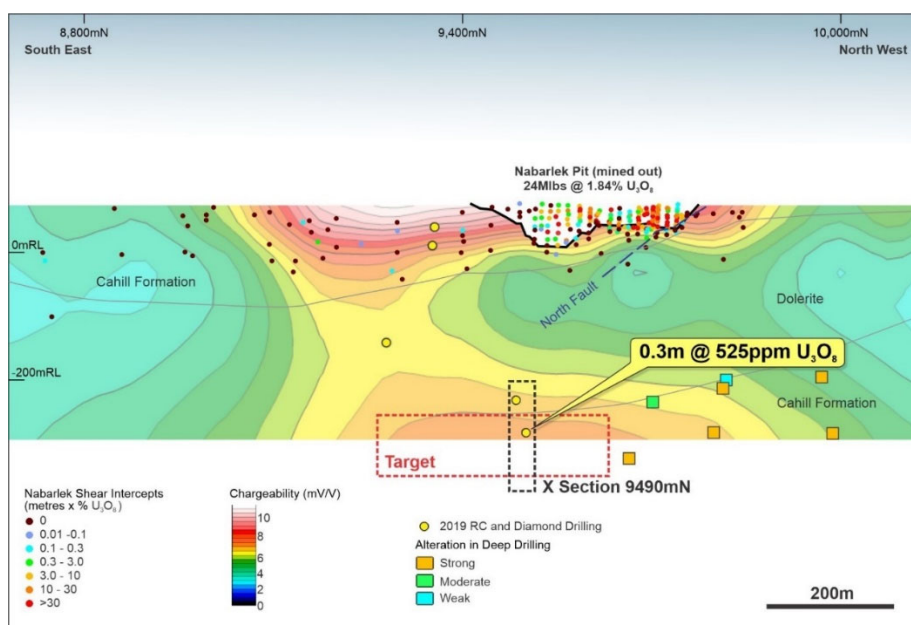 8,800mN
9,400mN
10,000mN
South East
North West
Nabarlek Pit (mined out)
24Mlbs @ 1.84% U₃O₈
0mRL
Cahill Formation
North Fault
Dolerite
0.3m @ 525ppm U₃O₈
-200mRL
Cahill Formation
Target
X Section 9490mN
Nabarlek Shear Intercepts
(metres x % U₃O₈)
0
0.01 -0.1
0.1 - 0.3
0.3 - 3.0
3.0 - 10
10 - 30
>30
Chargeability (mV/V)
10
8
6
4
2
0
2019 RC and Diamond Drilling
Alteration in Deep Drilling
Strong
Moderate
Weak
200m